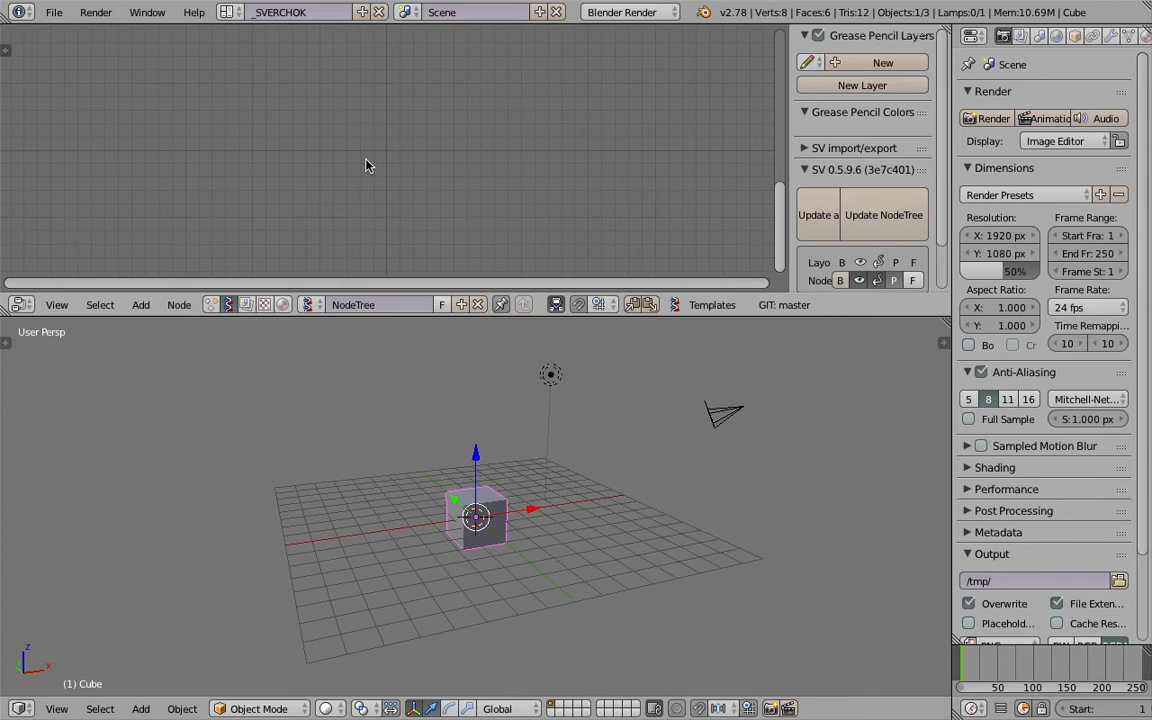 File Render Window Help _SVERCHOK Scene Blender Render v2.78 | Verts:8 | Faces:6 | Tris:12 | Objects:1/3 | Lamps:0/1 | Mem:10.69M | Cube
Grease Pencil Layers
New
New Layer
Grease Pencil Colors
SV import/export
SV 0.5.9.6 (3e7c401)
Update a Update NodeTree
Layo B P F
Node B P F
View Select Add Node NodeTree F Templates GIT: master
User Persp
(1) Cube
z
x
View Select Add Object Object Mode Global
Scene
Render
Render Animatic Audio
Display: Image Editor
Dimensions
Render Presets
Resolution: Frame Range:
X: 1920 px Start Fra: 1
Y: 1080 px End Fr: 250
50% Frame St: 1
Aspect Ratio: Frame Rate:
X: 1.000 24 fps
Y: 1.000 Time Remappi...
Bo Cr 10 10
Anti-Aliasing
5 8 11 16 Mitchell-Net...
Full Sample S:1.000 px
Sampled Motion Blur
Shading
Performance
Post Processing
Metadata
Output
/tmp/
Overwrite File Exten...
Placehold... Cache Res...
50 100 150 200 250
Start: 1